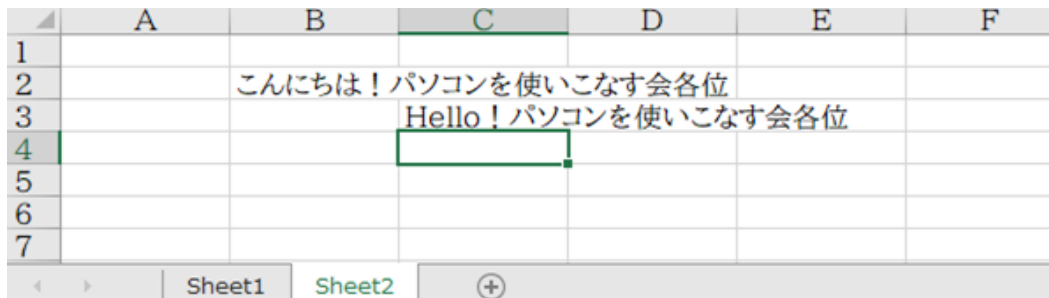 A B C D E F
1
2 こんにちは！パソコンを使いこなす会各位
3 Hello！パソコンを使いこなす会各位
4
5
6
7
Sheet1 Sheet2